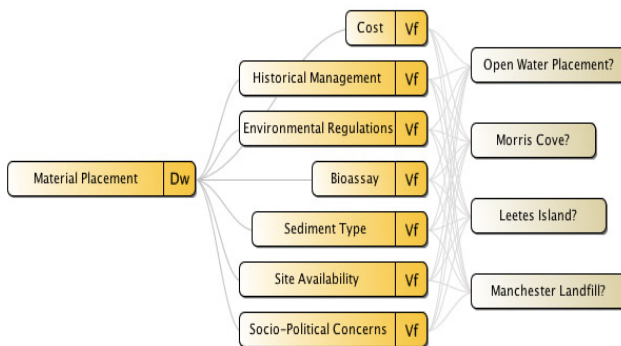 Cost Vf
Historical Management Vf
Environmental Regulations Vf
Material Placement Dw
Bioassay Vf
Sediment Type Vf
Site Availability Vf
Socio-Political Concerns Vf
Open Water Placement?
Morris Cove?
Leetes Island?
Manchester Landfill?